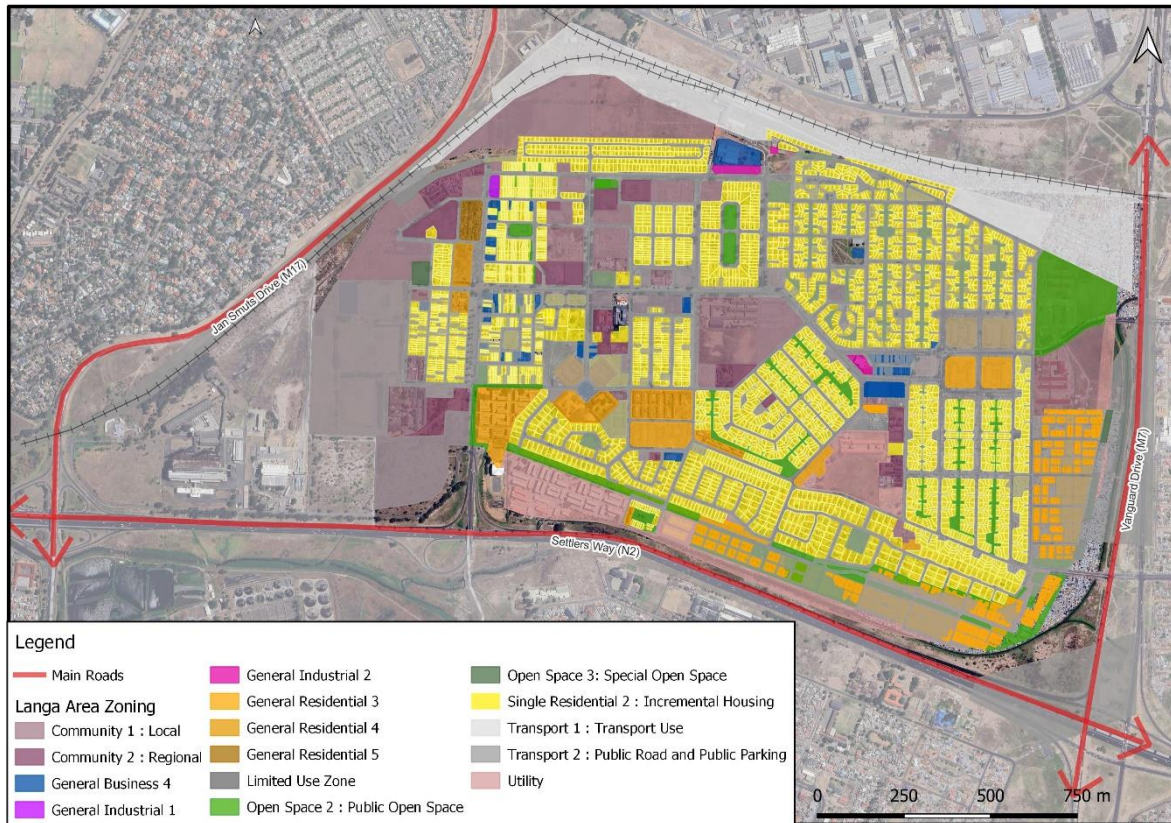 Jan Smuts Drive (M17)
Vanguard Drive (M7)
Settlers Way (N2)
Legend
Main Roads
Langa Area Zoning
Community 1 : Local
Community 2 : Regional
General Business 4
General Industrial 1
General Industrial 2
General Residential 3
General Residential 4
General Residential 5
Limited Use Zone
Open Space 2 : Public Open Space
Open Space 3: Special Open Space
Single Residential 2 : Incremental Housing
Transport 1 : Transport Use
Transport 2 : Public Road and Public Parking
Utility
0 250 500 750 m